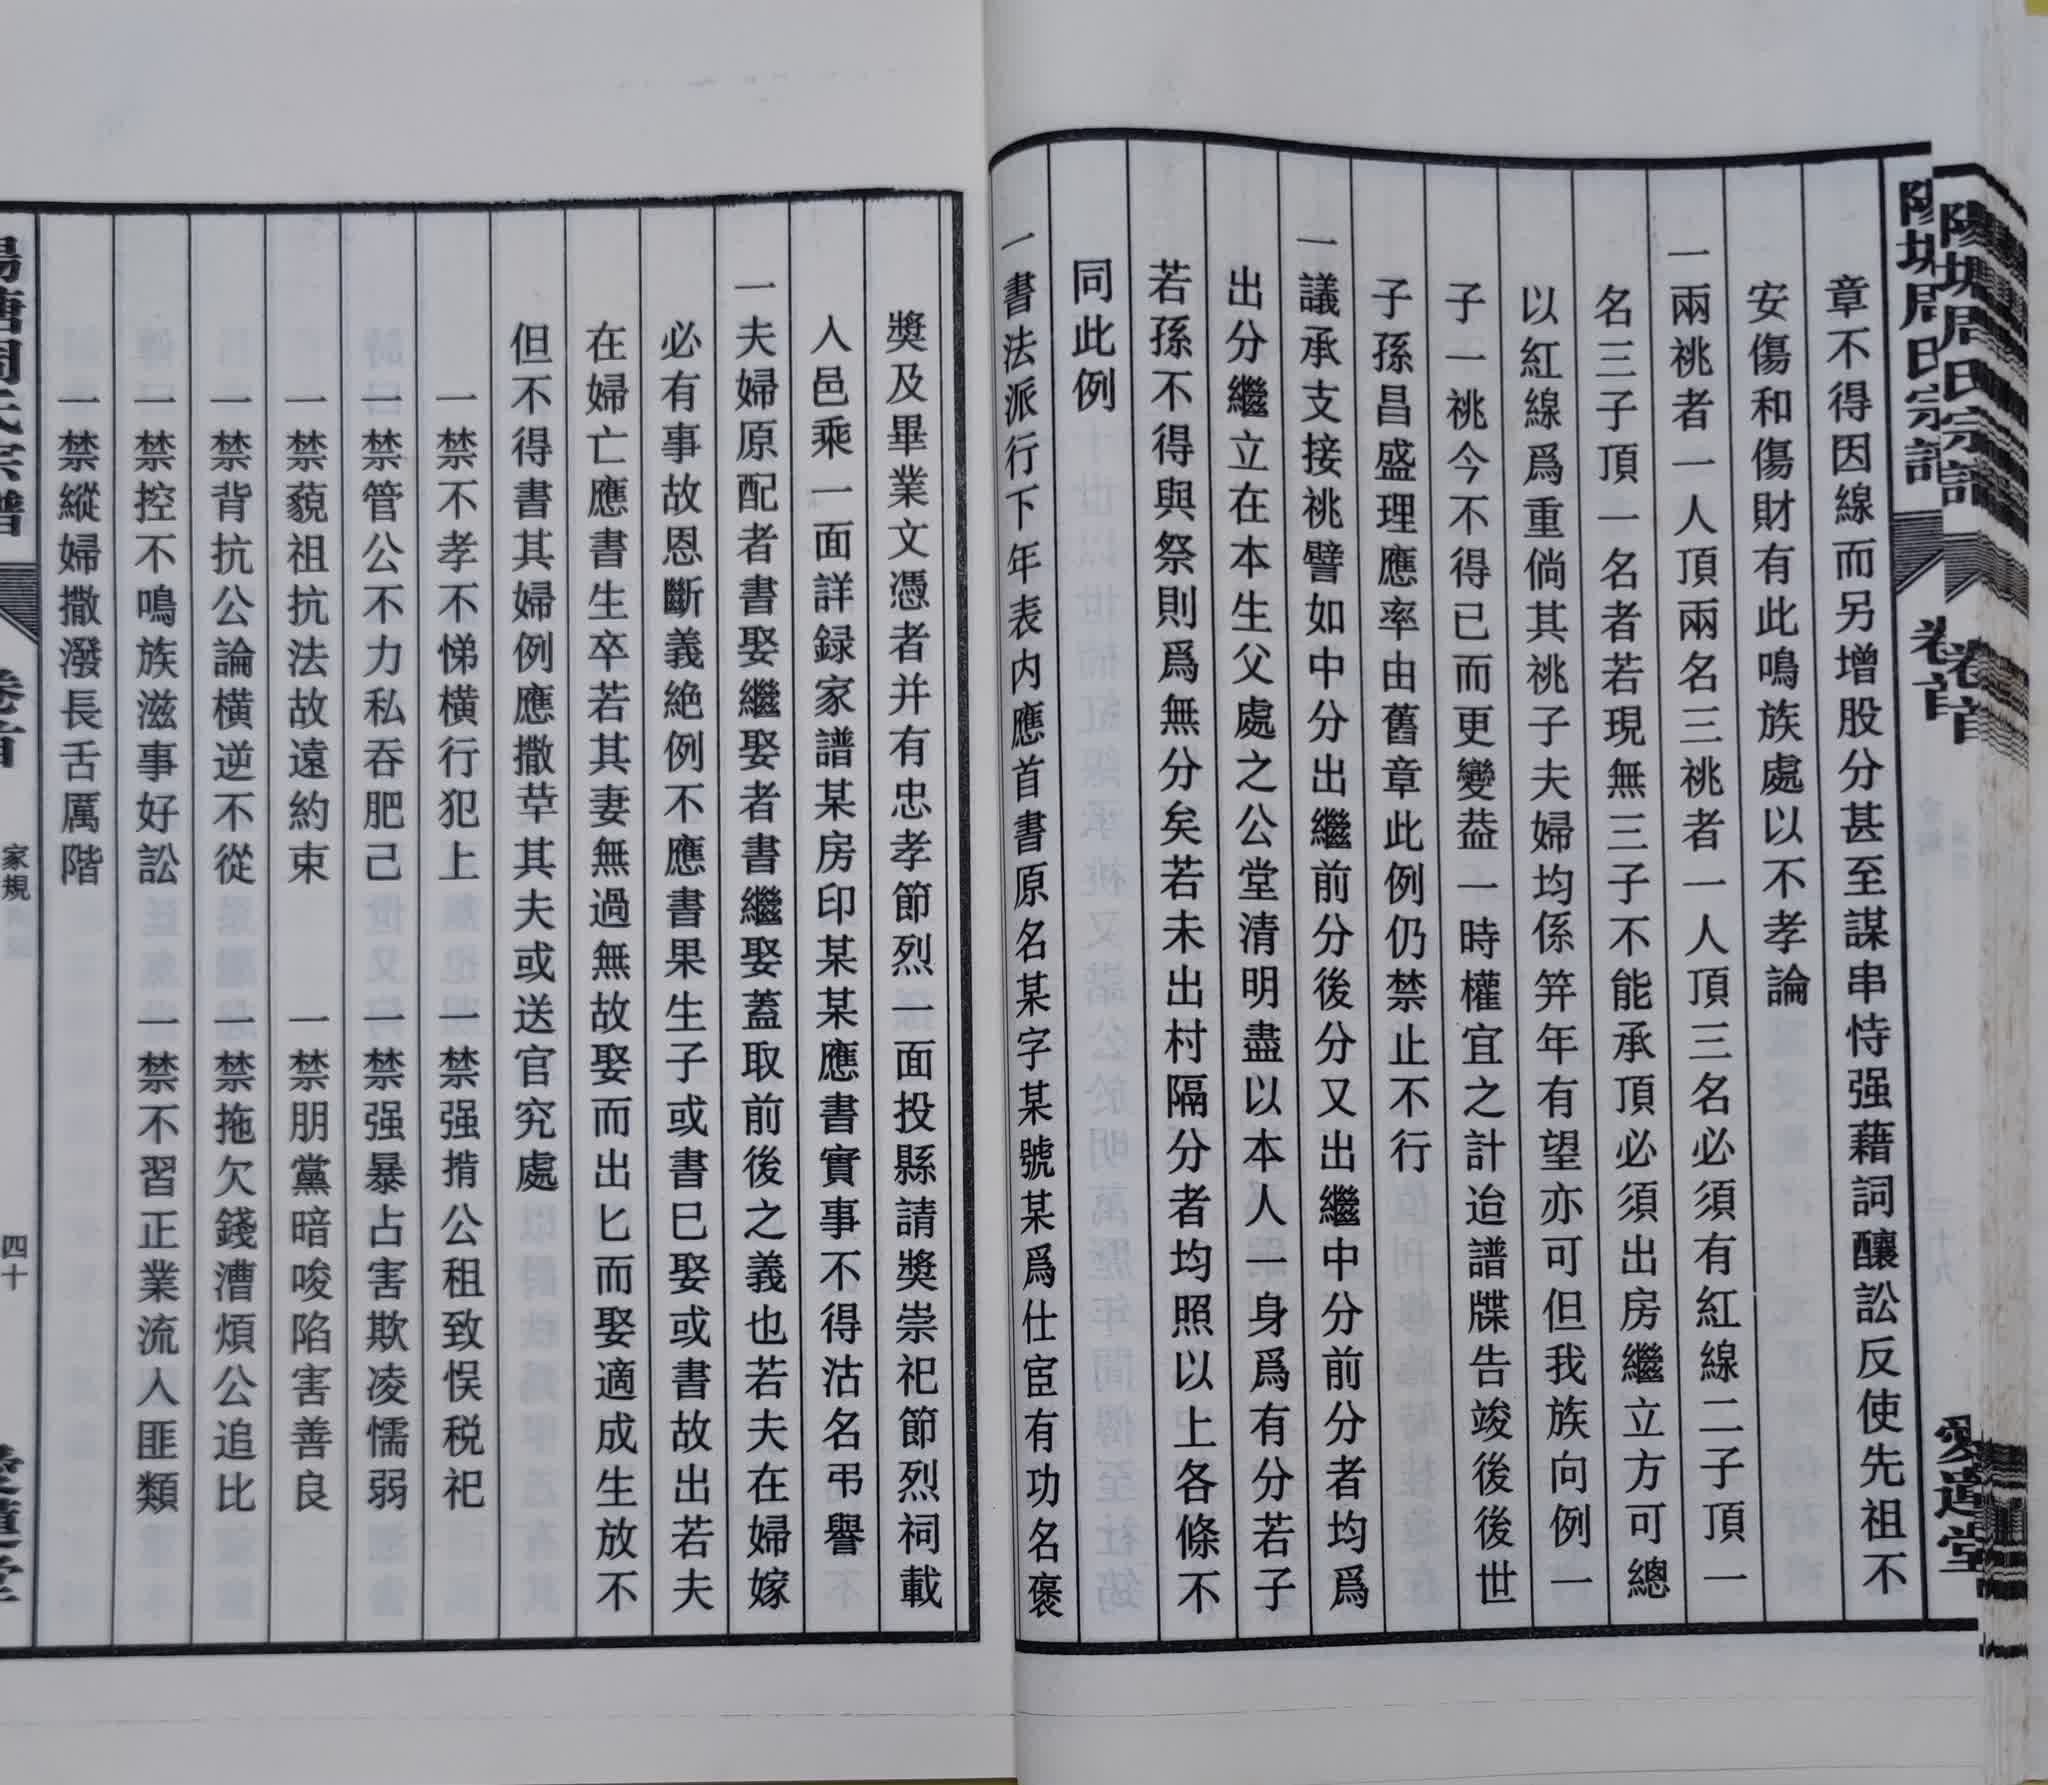 陽塘周氏宗譜
卷首
愛蓮堂
章不得因線而另增股分甚至謀串恃强藉詞釀訟反使先祖不
安傷和傷財有此鳴族處以不孝論
一兩祧者一人頂兩名三祧者一人頂三名必須有紅線二子頂一
名三子頂一名者若現無三子不能承頂必須出房繼立方可總
以紅線爲重倘其祧子夫婦均係笄年有望亦可但我族向例一
子一祧今不得已而更變葢一時權宜之計迨譜牒告竣後後世
子孫昌盛理應率由舊章此例仍禁止不行
一議承支接祧譬如中分出繼前分後分又出繼中分前分者均爲
出分繼立在本生父處之公堂清明盡以本人一身爲有分若子
若孫不得與祭則爲無分矣若未出村隔分者均照以上各條不
同此例
一書法派行下年表内應首書原名某字某號某爲仕宦有功名褒
獎及畢業文憑者并有忠孝節烈一面投縣請獎崇祀節烈祠載
入邑乘一面詳録家譜某房印某某應書實事不得沽名弔譽
一夫婦原配者書娶繼娶者書繼娶蓋取前後之義也若夫在婦嫁
必有事故恩斷義絶例不應書果生子或書巳娶或書故出若夫
在婦亡應書生卒若其妻無過無故娶而出匕而娶適成生放不
但不得書其婦例應撒䓍其夫或送官究處
一禁不孝不悌橫行犯上　一禁强掯公租致悮税祀
一禁管公不力私吞肥己　一禁强暴占害欺凌懦弱
一禁藐祖抗法故遠約束　一禁朋黨暗唆陷害善良
一禁背抗公論橫逆不從　一禁拖欠錢漕煩公追比
一禁控不鳴族滋事好訟　一禁不習正業流入匪類
一禁縱婦撒潑長舌厲階
陽塘周氏宗譜
卷首
家規
四十
愛蓮堂